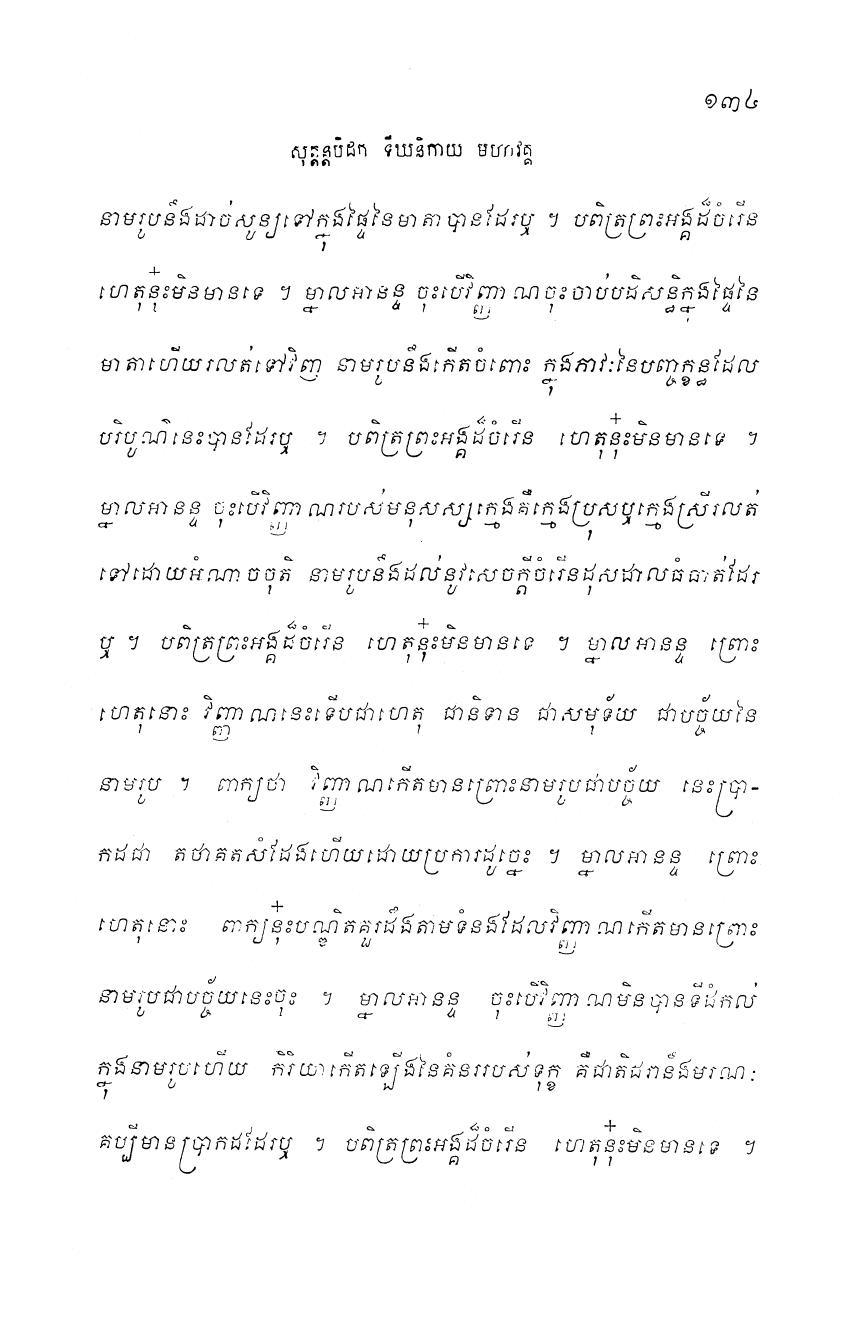 ១៣៤
សុត្តន្តបិដក ទីឃនិកាយ មហាវគ្គ
នាមរូបនឹងដាច់សូន្យទៅក្នុងផ្ទៃនៃមាតាបានដែរឬ ។ បពិត្រព្រះអង្គដ៏ចំរើន
ហេតុនុ៎ះមិនមានទេ ។ ម្នាលអានន្ទ ចុះបើវិញ្ញាណចុះចាប់បដិសន្ធិក្នុងផ្ទៃនៃ
មាតាហើយរលត់ទៅវិញ នាមរូបនឹងកើតចំពោះ ក្នុងភាវៈនៃបញ្ចក្ខន្ធដែល
បរិបូណ៌នេះបានដែរឬ ។ បពិត្រព្រះអង្គដ៏ចំរើន ហេតុនុ៎ះមិនមានទេ ។
ម្នាលអានន្ទ ចុះបើវិញ្ញាណរបស់មនុសស្សក្មេងគឺក្មេងប្រុសឬក្មេងស្រីរលត់
ទៅដោយអំណាចចុតិ នាមរូបនឹងដល់នូវសេចក្តីចំរើនដុសដាលធំធាត់ដែរ
ឬ ។ បពិត្រព្រះអង្គដ៏ចំរើន ហេតុនុ៎ះមិនមានទេ ។ ម្នាលអានន្ទ ព្រោះ
ហេតុនោះ វិញ្ញាណនេះទើបជាហេតុ ជានិទាន ជាសមុទ័យ ជាបច្ច័យនៃ
នាមរូប ។ ពាក្យថា វិញ្ញាណកើតមានព្រោះនាមរូបជាបច្ច័យ នេះប្រា-
កដជា តថាគតសំដែងហើយដោយប្រការដូច្នេះ ។ ម្នាលអានន្ទ ព្រោះ
ហេតុនោះ ពាក្យនុ៎ះបណ្ឌិតគួរដឹងតាមទំនងដែលវិញ្ញាណកើតមានព្រោះ
នាមរូបជាបច្ច័យនេះចុះ ។ ម្នាលអានន្ទ ចុះបើវិញ្ញាណមិនបានទីដំកល់
ក្នុងនាមរូបហើយ កិរិយាកើតឡើងនៃគំនររបស់ទុក្ខ គឺជាតិជរានឹងមរណៈ
គប្បីមានប្រាកដដែរឬ ។ បពិត្រព្រះអង្គដ៏ចំរើន ហេតុនុ៎ះមិនមានទេ ។